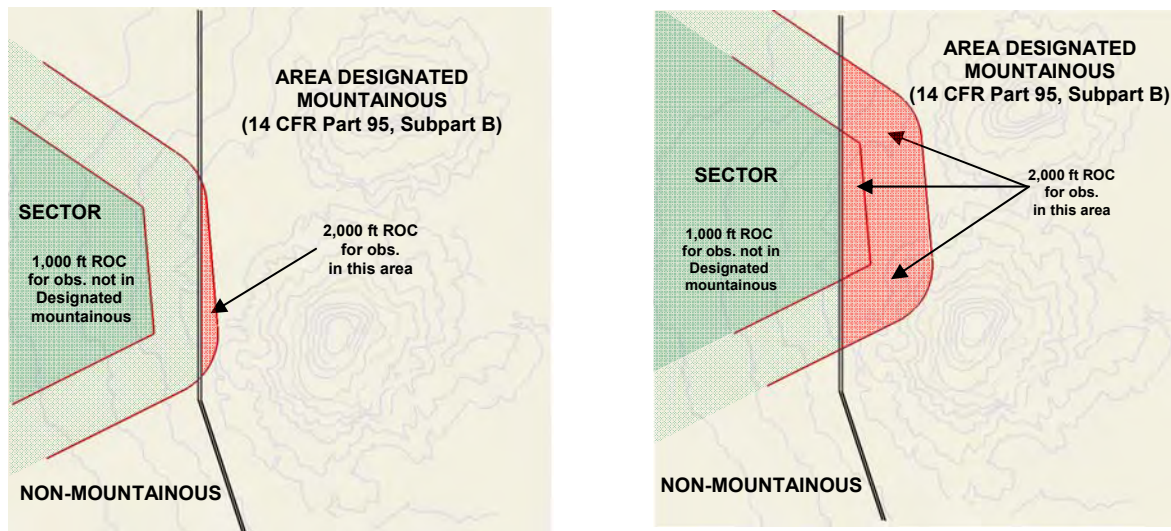 AREA DESIGNATED
MOUNTAINOUS
(14 CFR Part 95, Subpart B)
SECTOR
2,000 ft ROC
for obs.
in this area
1,000 ft ROC
for obs. not in
Designated
mountainous
NON-MOUNTAINOUS
AREA DESIGNATED
MOUNTAINOUS
(14 CFR Part 95, Subpart B)
SECTOR
2,000 ft ROC
for obs.
in this area
1,000 ft ROC
for obs. not in
Designated
mountainous
NON-MOUNTAINOUS